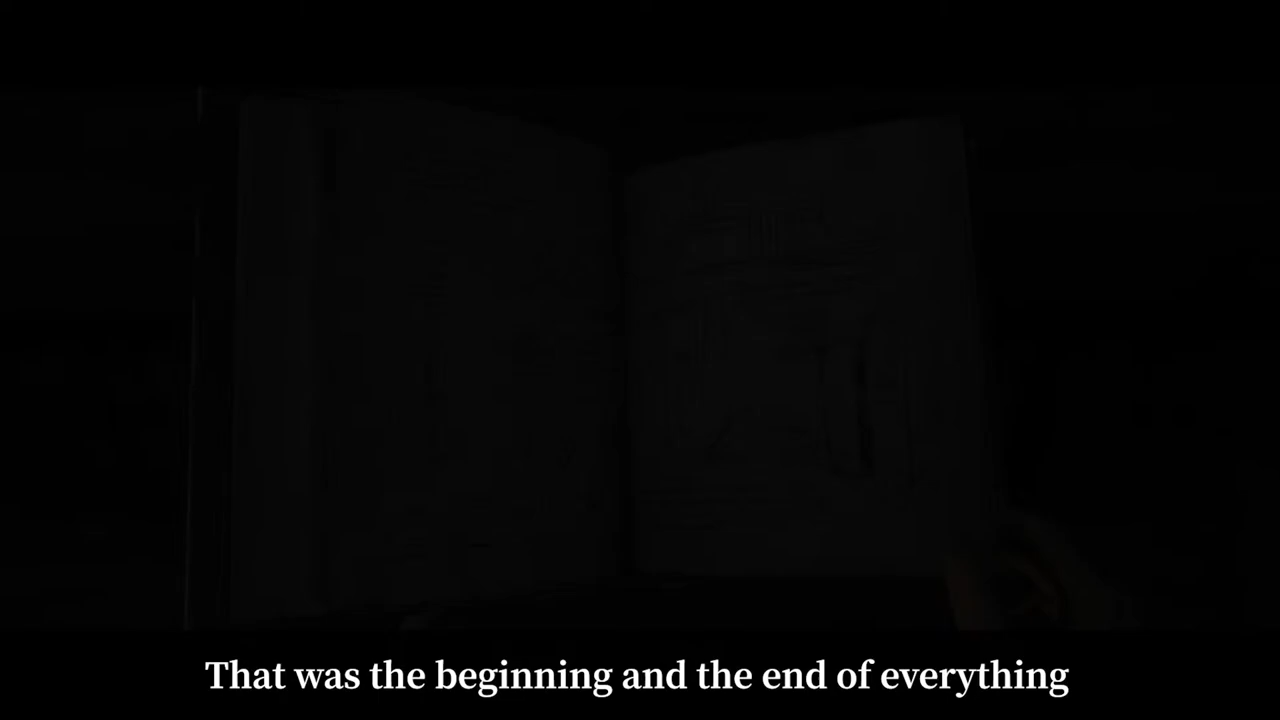 That was the beginning and the end of everything